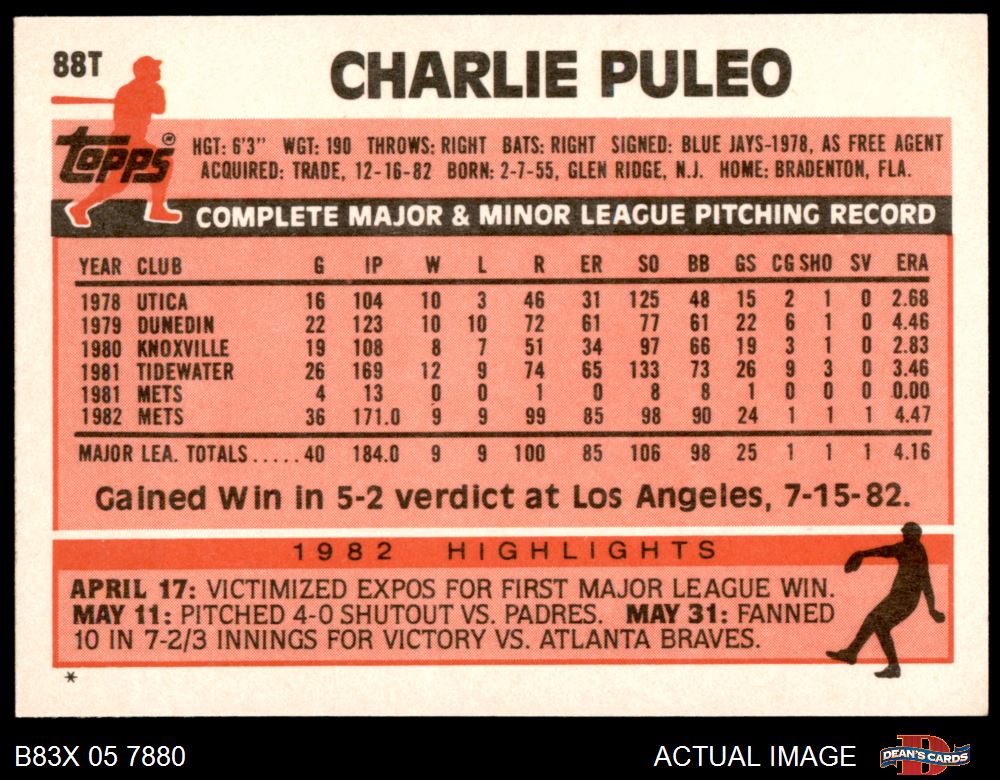 88T
CHARLIE PULEO
Topps®
HGT: 6'3" WGT: 190 THROWS: RIGHT BATS: RIGHT SIGNED: BLUE JAYS-1978, AS FREE AGENT
ACQUIRED: TRADE, 12-16-82 BORN: 2-7-55, GLEN RIDGE, N.J. HOME: BRADENTON, FLA.
COMPLETE MAJOR & MINOR LEAGUE PITCHING RECORD
YEAR CLUB G IP W L R ER SO BB GS CG SHO SV ERA
1978 UTICA 16 104 10 3 46 31 125 48 15 2 1 0 2.68
1979 DUNEDIN 22 123 10 10 72 61 77 61 22 6 1 0 4.46
1980 KNOXVILLE 19 108 8 7 51 34 97 66 19 3 1 0 2.83
1981 TIDEWATER 26 169 12 9 74 65 133 73 26 9 3 0 3.46
1981 METS 4 13 0 0 1 0 8 8 1 0 0 0 0.00
1982 METS 36 171.0 9 9 99 85 98 90 24 1 1 1 4.47
MAJOR LEA. TOTALS.....40 184.0 9 9 100 85 106 98 25 1 1 1 4.16
Gained Win in 5-2 verdict at Los Angeles, 7-15-82.
1982 HIGHLIGHTS
APRIL 17: VICTIMIZED EXPOS FOR FIRST MAJOR LEAGUE WIN.
MAY 11: PITCHED 4-0 SHUTOUT VS. PADRES. MAY 31: FANNED
10 IN 7-2/3 INNINGS FOR VICTORY VS. ATLANTA BRAVES.
*
B83X 05 7880 ACTUAL IMAGE DEAN'S CARDS